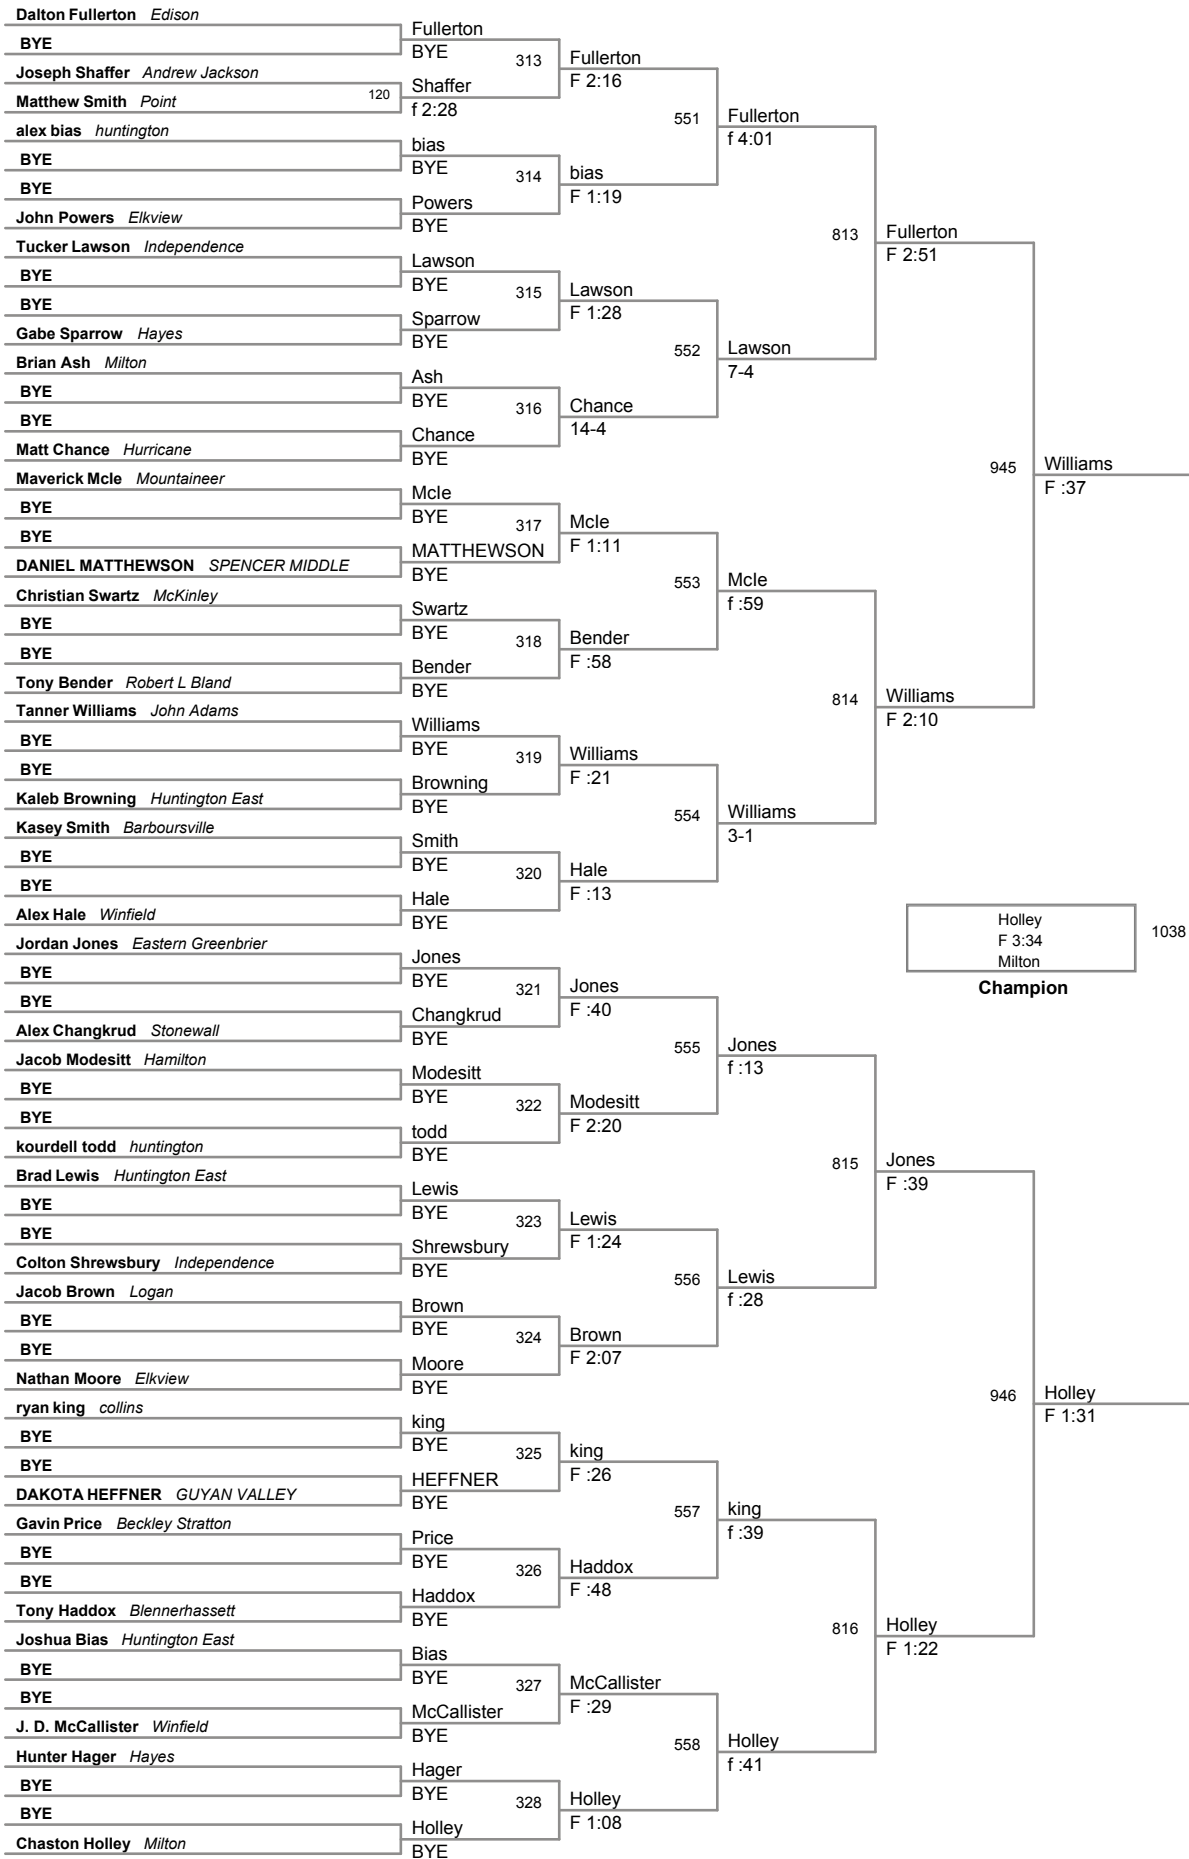 Dalton Fullerton Edison
BYE
Joseph Shaffer Andrew Jackson
Matthew Smith Point
alex bias huntington
BYE
BYE
John Powers Elkview
Tucker Lawson Independence
BYE
BYE
Gabe Sparrow Hayes
Brian Ash Milton
BYE
BYE
Matt Chance Hurricane
Maverick McIe Mountaineer
BYE
BYE
DANIEL MATTHEWSON SPENCER MIDDLE
Christian Swartz McKinley
BYE
BYE
Tony Bender Robert L Bland
Tanner Williams John Adams
BYE
BYE
Kaleb Browning Huntington East
Kasey Smith Barboursville
BYE
BYE
Alex Hale Winfield
Jordan Jones Eastern Greenbrier
BYE
BYE
Alex Changkrud Stonewall
Jacob Modesitt Hamilton
BYE
BYE
kourdell todd huntington
Brad Lewis Huntington East
BYE
BYE
Colton Shrewsbury Independence
Jacob Brown Logan
BYE
BYE
Nathan Moore Elkview
ryan king collins
BYE
BYE
DAKOTA HEFFNER GUYAN VALLEY
Gavin Price Beckley Stratton
BYE
BYE
Tony Haddox Blennerhassett
Joshua Bias Huntington East
BYE
BYE
J. D. McCallister Winfield
Hunter Hager Hayes
BYE
BYE
Chaston Holley Milton
120
Fullerton
BYE
Shaffer
f 2:28
bias
BYE
Powers
BYE
Lawson
BYE
Sparrow
BYE
Ash
BYE
Chance
BYE
McIe
BYE
MATTHEWSON
BYE
Swartz
BYE
Bender
BYE
Williams
BYE
Browning
BYE
Smith
BYE
Hale
BYE
Jones
BYE
Changkrud
BYE
Modesitt
BYE
todd
BYE
Lewis
BYE
Shrewsbury
BYE
Brown
BYE
Moore
BYE
king
BYE
HEFFNER
BYE
Price
BYE
Haddox
BYE
Bias
BYE
McCallister
BYE
Hager
BYE
Holley
BYE
313
314
315
316
317
318
319
320
321
322
323
324
325
326
327
328
Fullerton
F 2:16
bias
F 1:19
Lawson
F 1:28
Chance
14-4
McIe
F 1:11
Bender
F :58
Williams
F :21
Hale
F :13
Jones
F :40
Modesitt
F 2:20
Lewis
F 1:24
Brown
F 2:07
king
F :26
Haddox
F :48
McCallister
F :29
Holley
F 1:08
551
552
553
554
555
556
557
558
Fullerton
f 4:01
Lawson
7-4
McIe
f :59
Williams
3-1
Jones
f :13
Lewis
f :28
king
f :39
Holley
f :41
813
814
815
816
Fullerton
F 2:51
Williams
F 2:10
Jones
F :39
Holley
F 1:22
945
946
Williams
F :37
Holley
F 1:31
Holley
F 3:34
Milton
Champion
1038